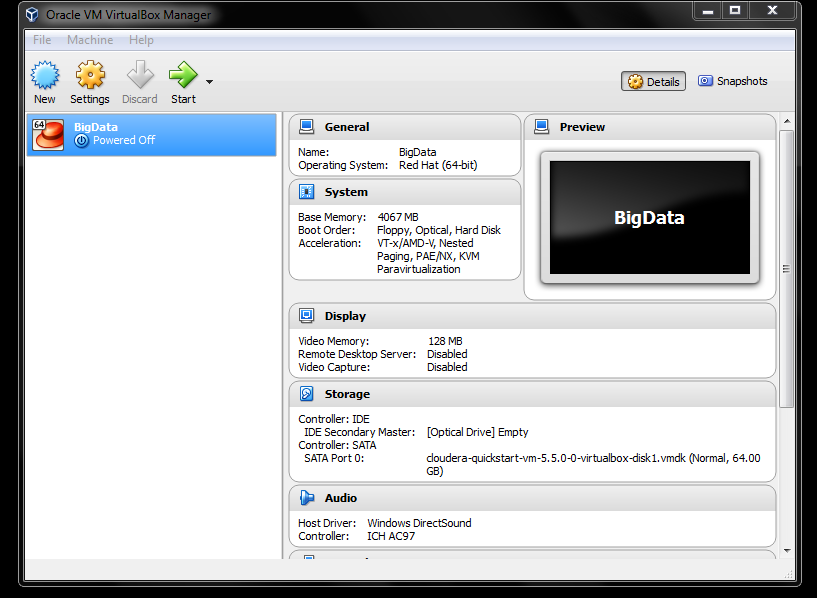 Oracle VM VirtualBox Manager
File Machine Help
New Settings Discard Start
Details Snapshots
64
BigData
Powered Off
General
Name: BigData
Operating System: Red Hat (64-bit)
Preview
BigData
System
Base Memory: 4067 MB
Boot Order: Floppy, Optical, Hard Disk
Acceleration: VT-x/AMD-V, Nested
Paging, PAE/NX, KVM
Paravirtualization
Display
Video Memory: 128 MB
Remote Desktop Server: Disabled
Video Capture: Disabled
Storage
Controller: IDE
IDE Secondary Master: [Optical Drive] Empty
Controller: SATA
SATA Port 0: cloudera-quickstart-vm-5.5.0-0-virtualbox-disk1.vmdk (Normal, 64.00
GB)
Audio
Host Driver: Windows DirectSound
Controller: ICH AC97